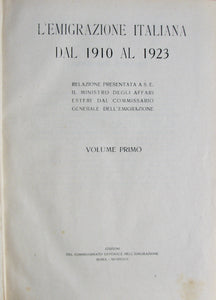 L'EMIGRAZIONE ITALIANA
DAL 1910 AL 1923
RELAZIONE PRESENTATA A S. E.
IL MINISTRO DEGLI AFFARI
ESTERI DAL COMMISSARIO
GENERALE DELL'EMIGRAZIONE
VOLUME PRIMO
EDIZIONE
DEL COMMISSARIATO GENERALE DELL'EMIGRAZIONE
ROMA